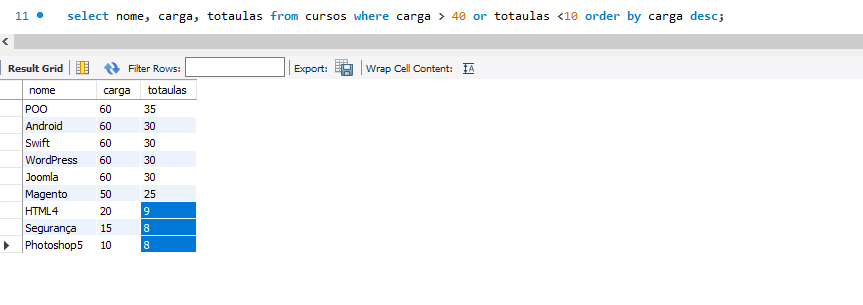 11 select nome, carga, totaulas from cursos where carga > 40 or totaulas <10 order by carga desc;
Result Grid Filter Rows: Export: Wrap Cell Content:
nome carga totaulas
POO 60 35
Android 60 30
Swift 60 30
WordPress 60 30
Joomla 60 30
Magento 50 25
HTML4 20 9
Segurança 15 8
Photoshop5 10 8